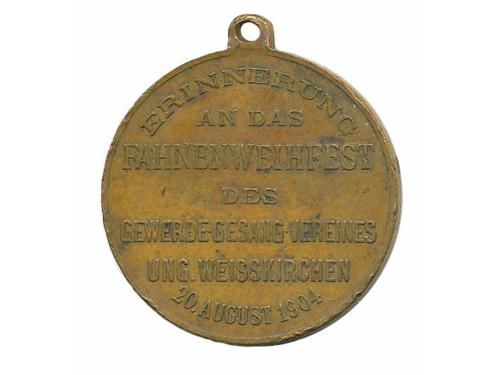 ERINNERUNG
AN DAS
FAHNENWEIHFEST
DES
GEWERBE-GESANG-VEREINES
UNG. WEISSKIRCHEN
20. AUGUST 1904